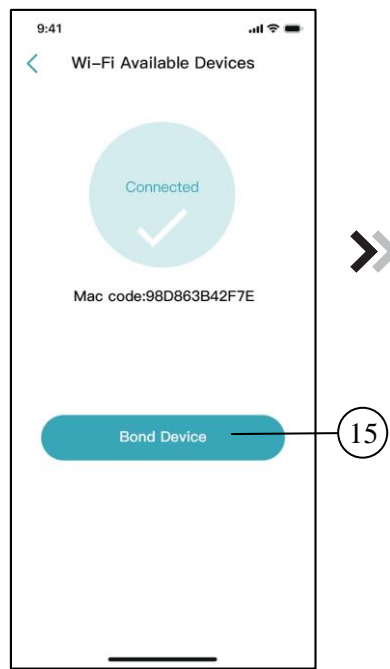 9:41
Wi-Fi Available Devices
Connected
Mac code:98D863B42F7E
Bond Device
15